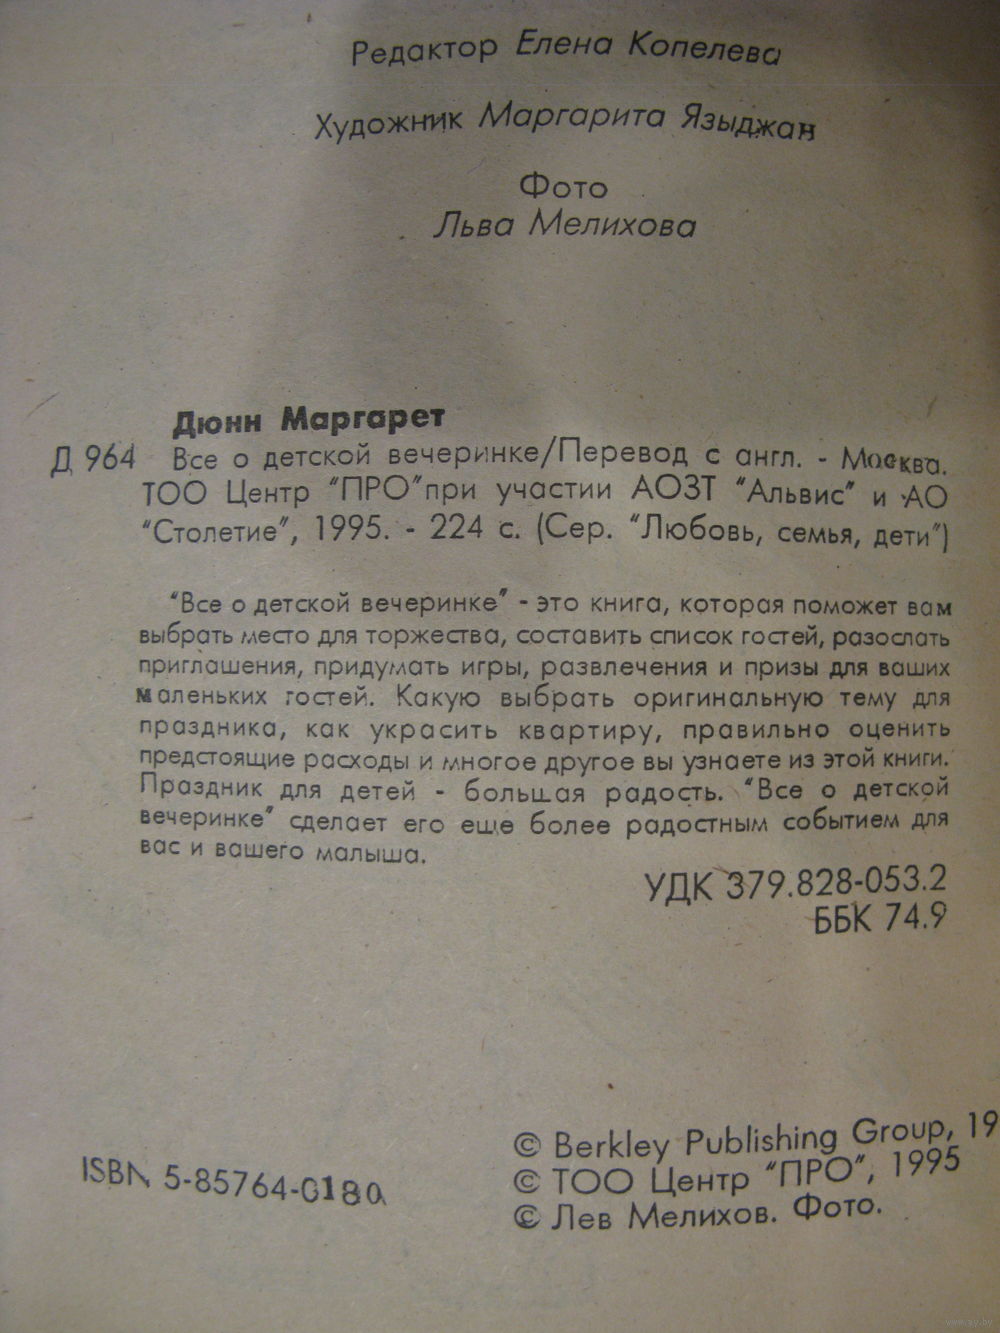 Редактор Елена Копелева
Художник Маргарита Языджан
Фото
Льва Мелихова
Дюнн Маргарет
Д 964 Все о детской вечеринке/Перевод с англ. - Москва.
ТОО Центр "ПРО"при участии АОЗТ "Альвис" и АО
"Столетие", 1995. - 224 с. (Сер. "Любовь, семья, дети")
"Все о детской вечеринке" - это книга, которая поможет вам
выбрать место для торжества, составить список гостей, разослать
приглашения, придумать игры, развлечения и призы для ваших
маленьких гостей. Какую выбрать оригинальную тему для
праздника, как украсить квартиру, правильно оценить
предстоящие расходы и многое другое вы узнаете из этой книги.
Праздник для детей - большая радость. "Все о детской
вечеринке" сделает его еще более радостным событием для
вас и вашего малыша.
УДК 379.828-053.2
ББК 74.9
ISBN 5-85764-0180
© Berkley Publishing Group, 19
© ТОО Центр "ПРО", 1995
© Лев Мелихов. Фото.
www.ay.by